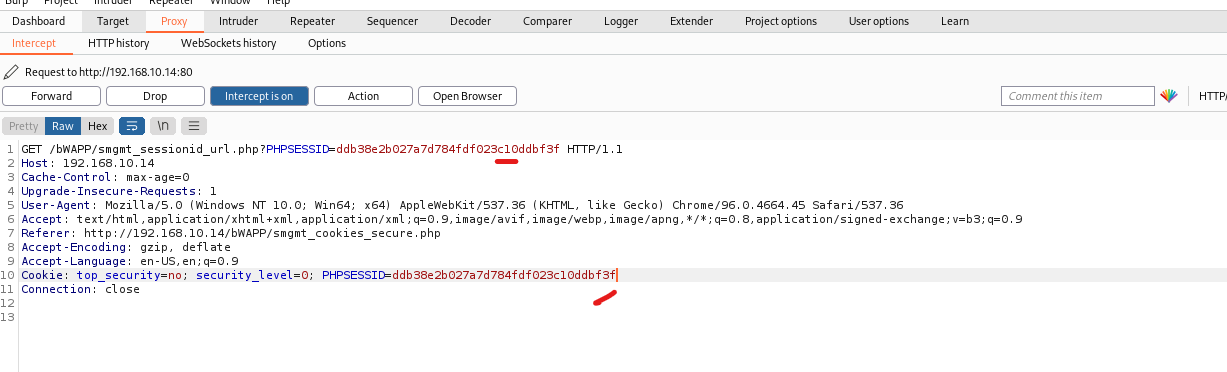 Burp Project Intruder Repeater Window Help
Dashboard Target Proxy Intruder Repeater Sequencer Decoder Comparer Logger Extender Project options User options Learn
Intercept HTTP history WebSockets history Options
Request to http://192.168.10.14:80
Forward Drop Intercept is on Action Open Browser Comment this item HTTP/
Pretty Raw Hex \n
1 GET /bWAPP/smgmt_sessionid_url.php?PHPSESSID=ddb38e2b027a7d784fdf023c10ddbf3f HTTP/1.1
2 Host: 192.168.10.14
3 Cache-Control: max-age=0
4 Upgrade-Insecure-Requests: 1
5 User-Agent: Mozilla/5.0 (Windows NT 10.0; Win64; x64) AppleWebKit/537.36 (KHTML, like Gecko) Chrome/96.0.4664.45 Safari/537.36
6 Accept: text/html,application/xhtml+xml,application/xml;q=0.9,image/avif,image/webp,image/apng,*/*;q=0.8,application/signed-exchange;v=b3;q=0.9
7 Referer: http://192.168.10.14/bWAPP/smgmt_cookies_secure.php
8 Accept-Encoding: gzip, deflate
9 Accept-Language: en-US,en;q=0.9
10 Cookie: top_security=no; security_level=0; PHPSESSID=ddb38e2b027a7d784fdf023c10ddbf3f
11 Connection: close
12
13